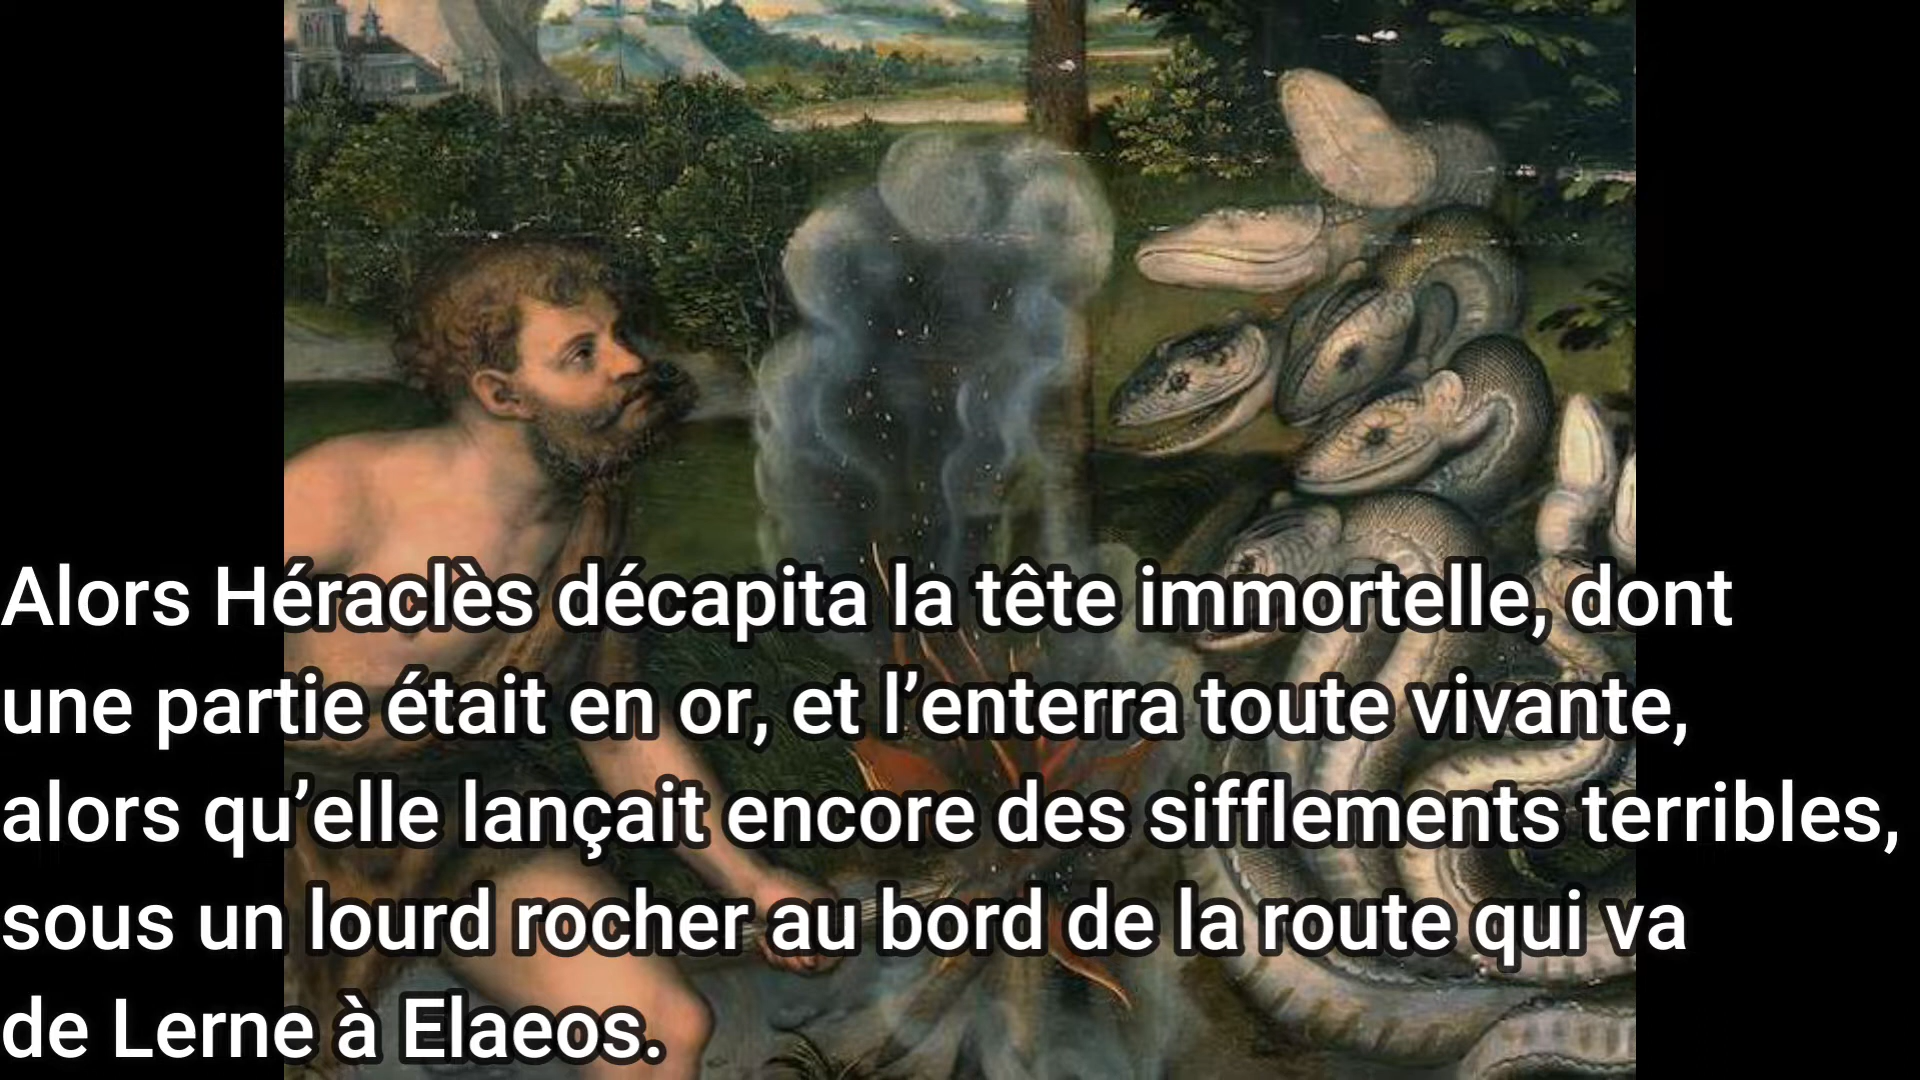 Alors Héraclès décapita la tête immortelle, dont
une partie était en or, et l’enterra toute vivante,
alors qu’elle lançait encore des sifflements terribles,
sous un lourd rocher au bord de la route qui va
de Lerne à Elaeos.